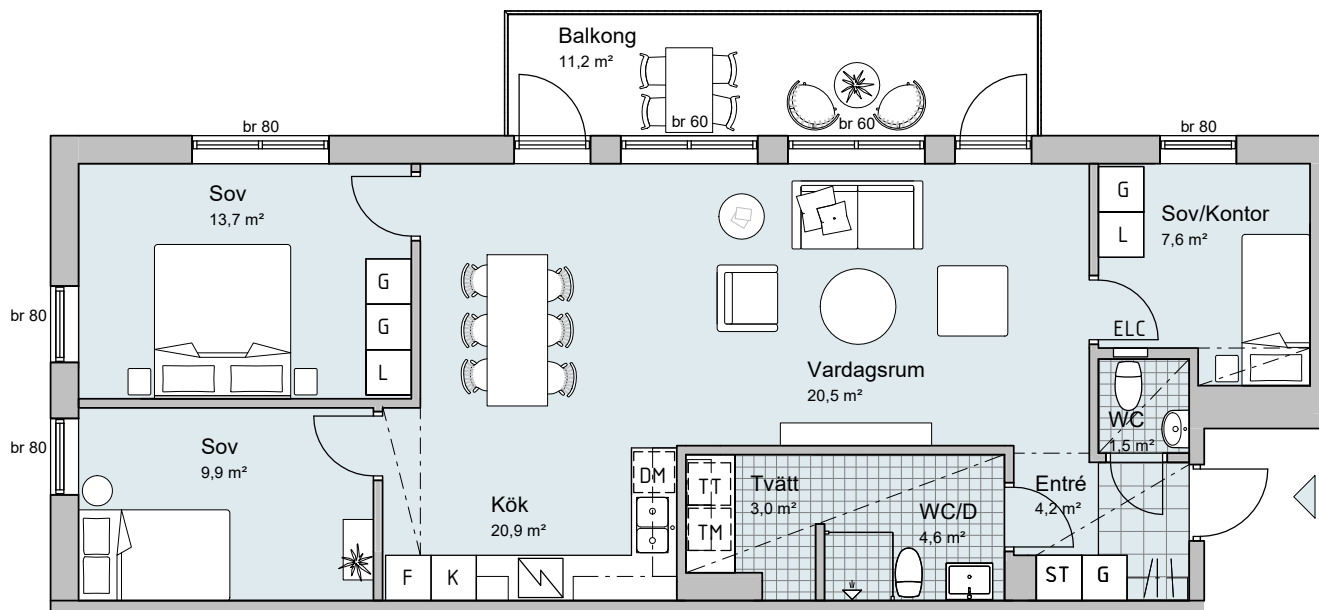 Balkong
11,2 m²
br 80
br 60
br 60
br 80
Sov
13,7 m²
G
Sov/Kontor
L
7,6 m²
G
G
L
br 80
ELC
Vardagsrum
20,5 m²
WC
1,5 m²
br 80
Sov
9,9 m²
DM
TT
Tvätt
3,0 m²
Entré
4,2 m²
Kök
20,9 m²
TM
WC/D
4,6 m²
F
K
ST
G